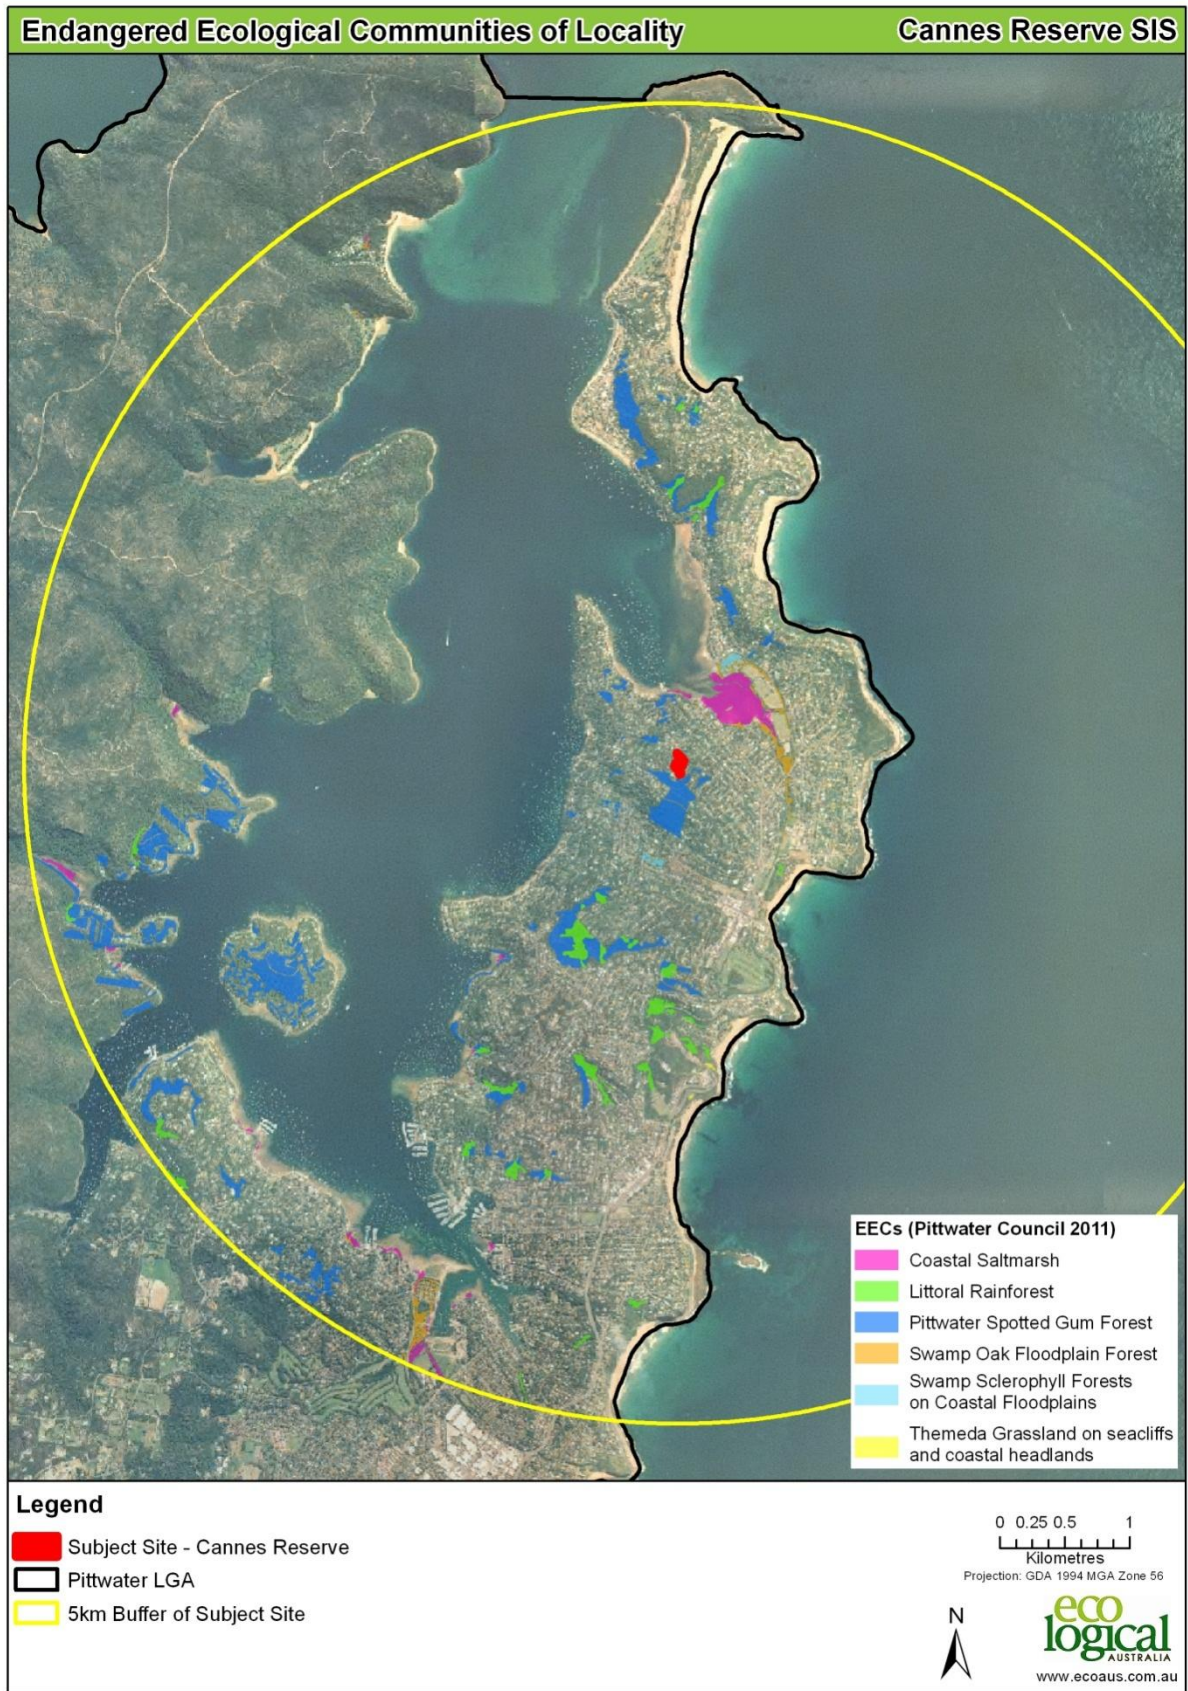 Endangered Ecological Communities of Locality
Cannes Reserve SIS
EECs (Pittwater Council 2011)
Coastal Saltmarsh
Littoral Rainforest
Pittwater Spotted Gum Forest
Swamp Oak Floodplain Forest
Swamp Sclerophyll Forests
on Coastal Floodplains
Themeda Grassland on seacliffs
and coastal headlands
Legend
Subject Site - Cannes Reserve
Pittwater LGA
5km Buffer of Subject Site
0 0.25 0.5 1
Kilometres
Projection: GDA 1994 MGA Zone 56
N
eco
logical
AUSTRALIA
www.ecoaus.com.au